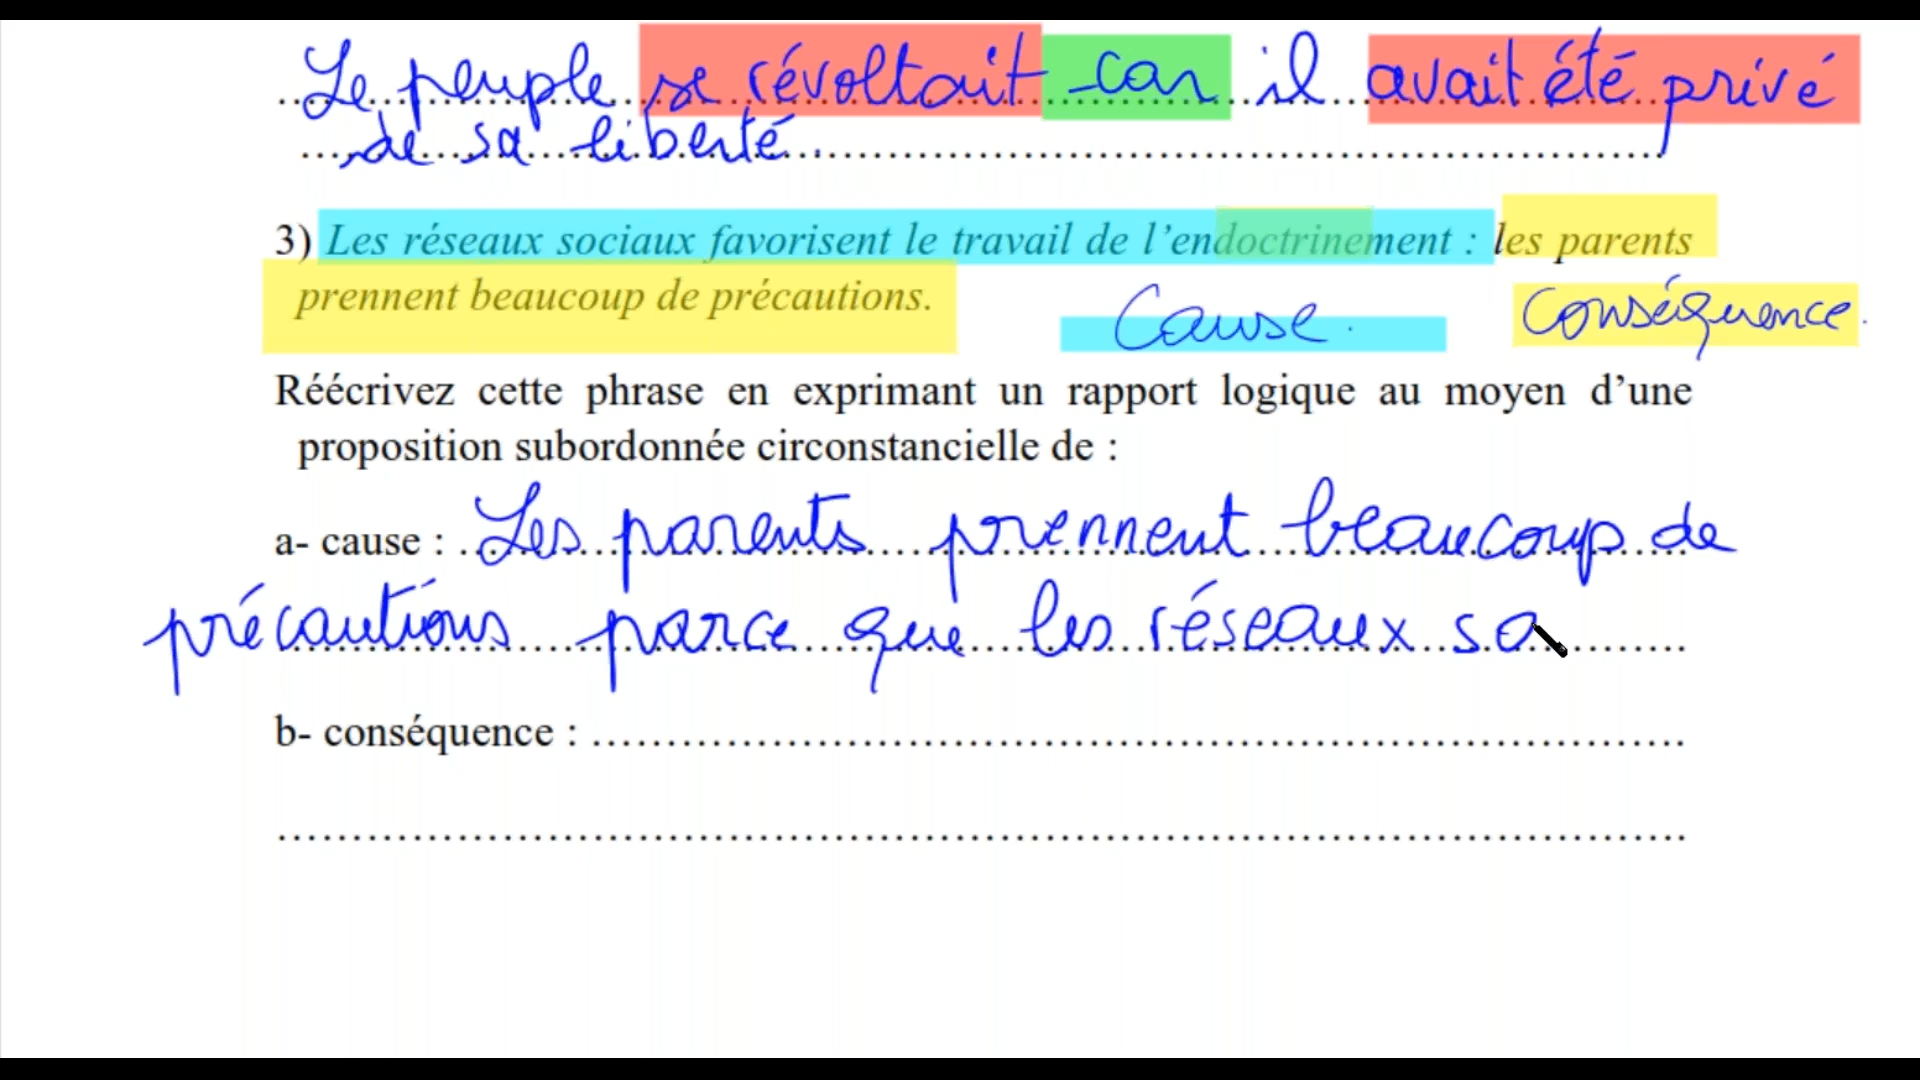 Le peuple se révoltait car il avait été privé
de sa liberté.
3) Les réseaux sociaux favorisent le travail de l’endoctrinement : les parents
prennent beaucoup de précautions.
Cause. Conséquence.
Réécrivez cette phrase en exprimant un rapport logique au moyen d’une
proposition subordonnée circonstancielle de :
a- cause : Les parents prennent beaucoup de
précautions parce que les réseaux so
b- conséquence :